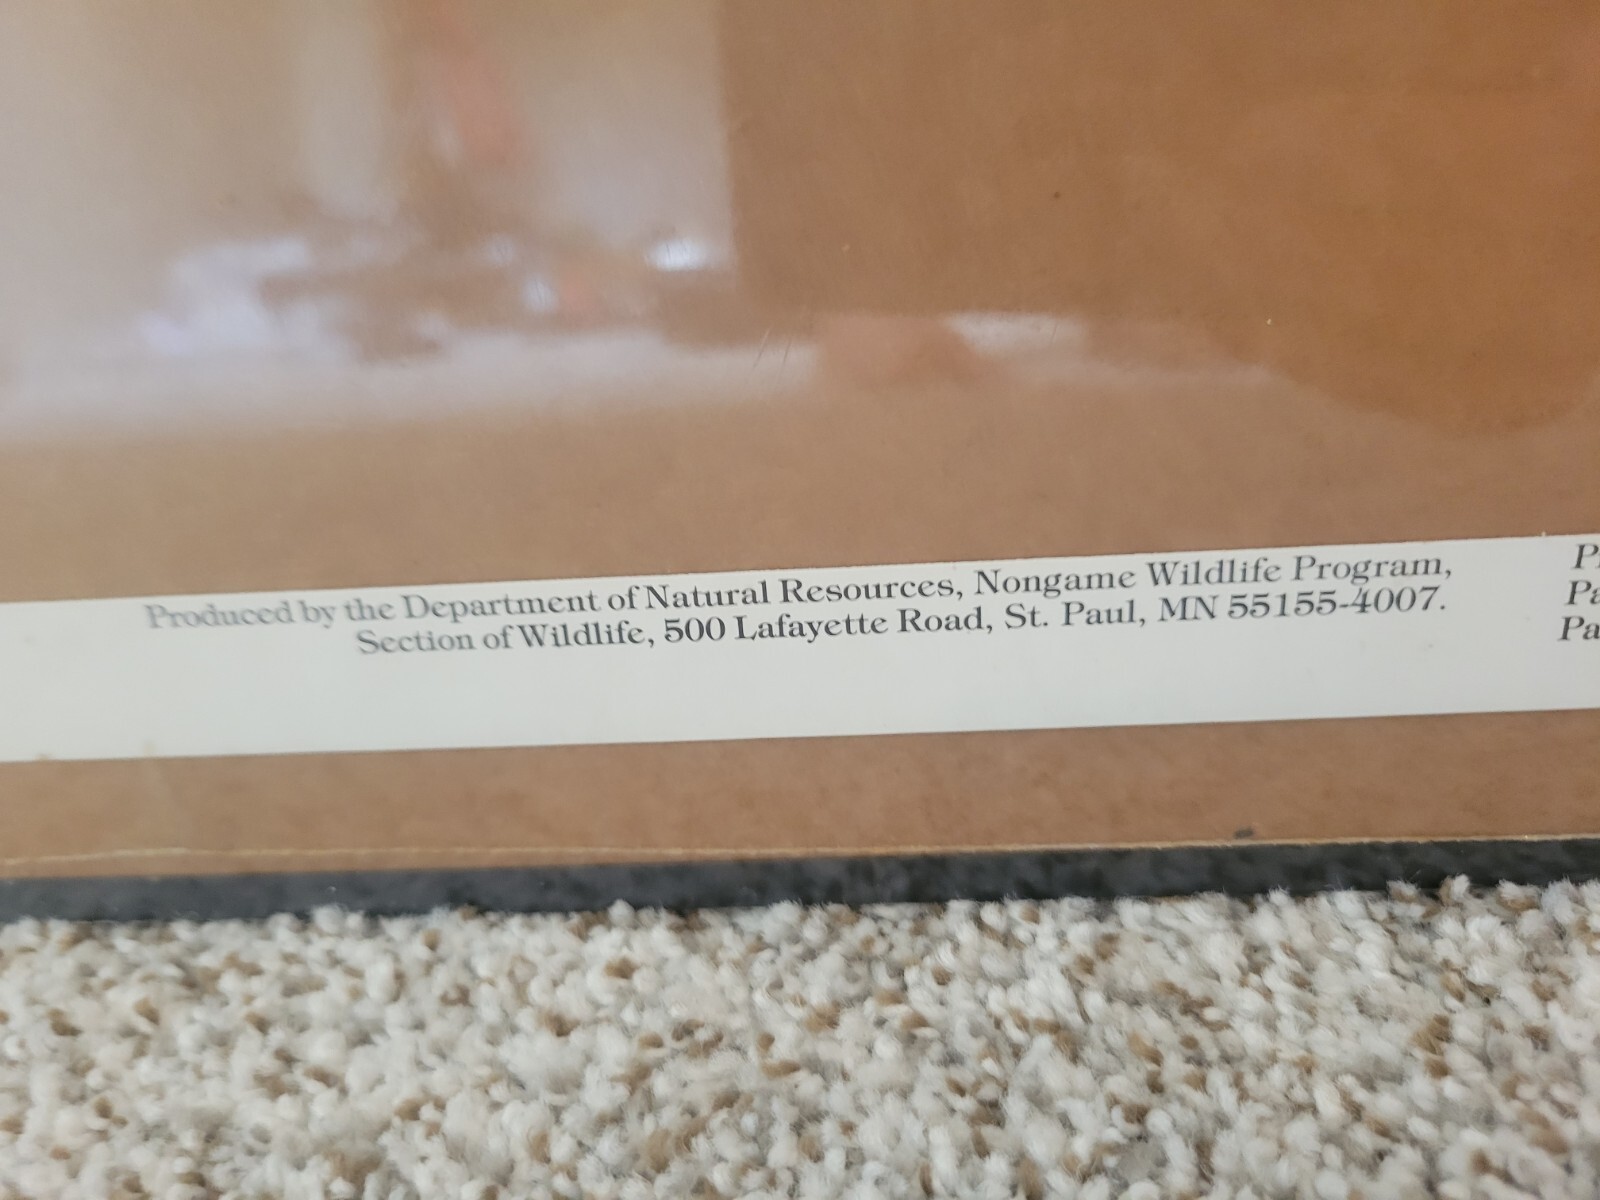 Produced by the Department of Natural Resources, Nongame Wildlife Program,
Section of Wildlife, 500 Lafayette Road, St. Paul, MN 55155-4007.